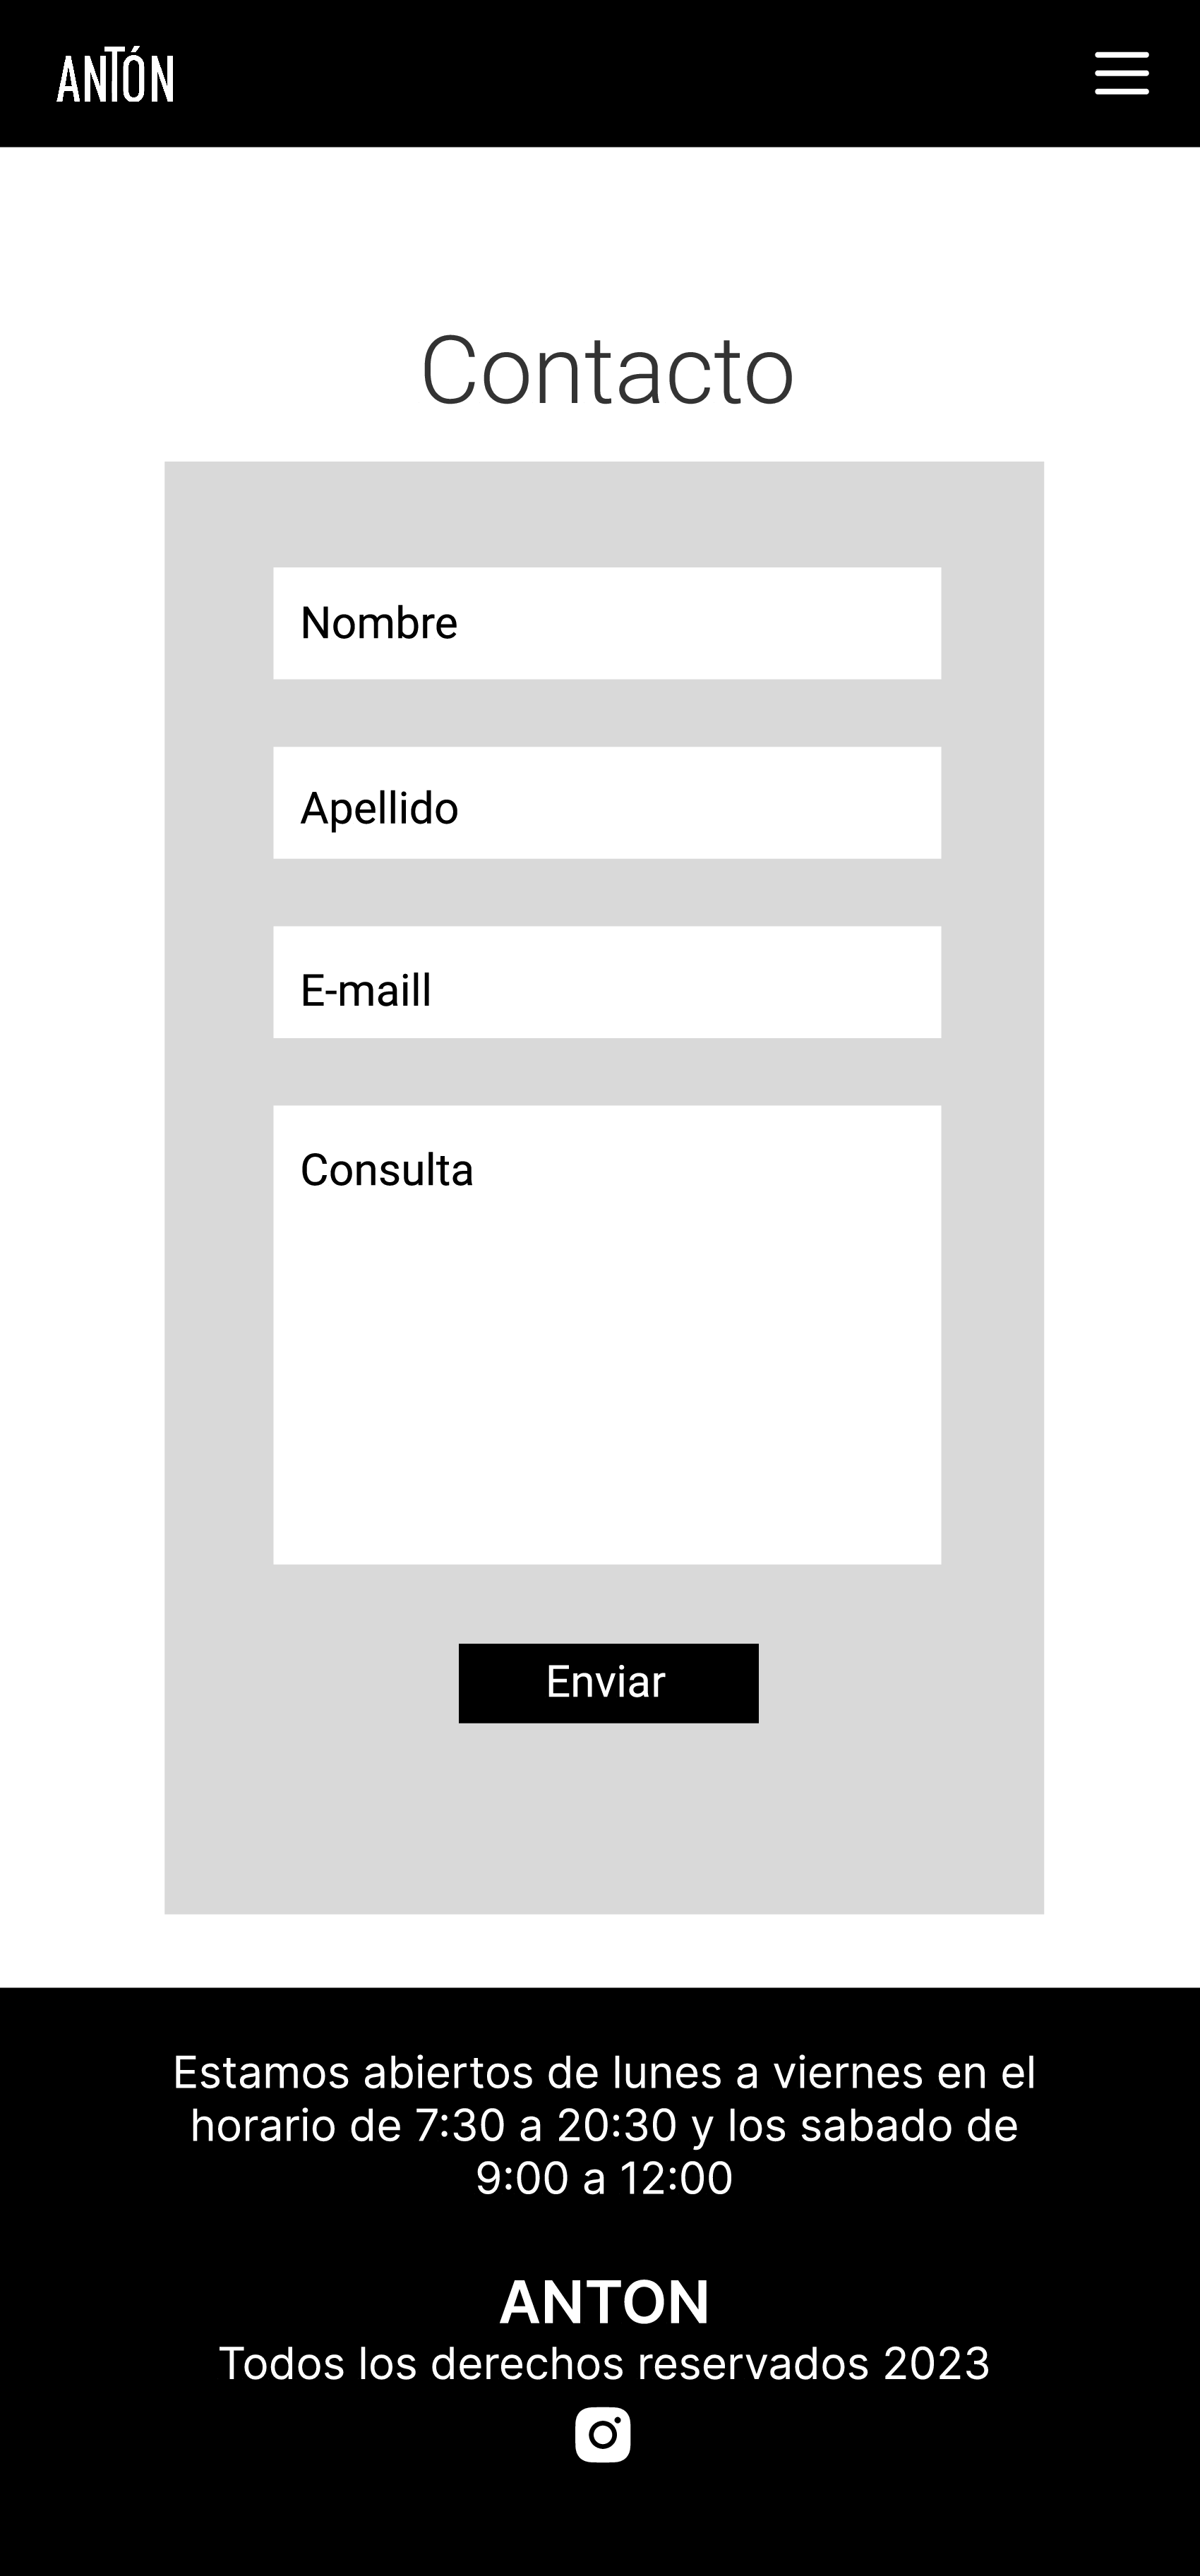 ANTÓN
Contacto
Nombre
Apellido
E-maill
Consulta
Enviar
Estamos abiertos de lunes a viernes en el
horario de 7:30 a 20:30 y los sabado de
9:00 a 12:00
ANTON
Todos los derechos reservados 2023